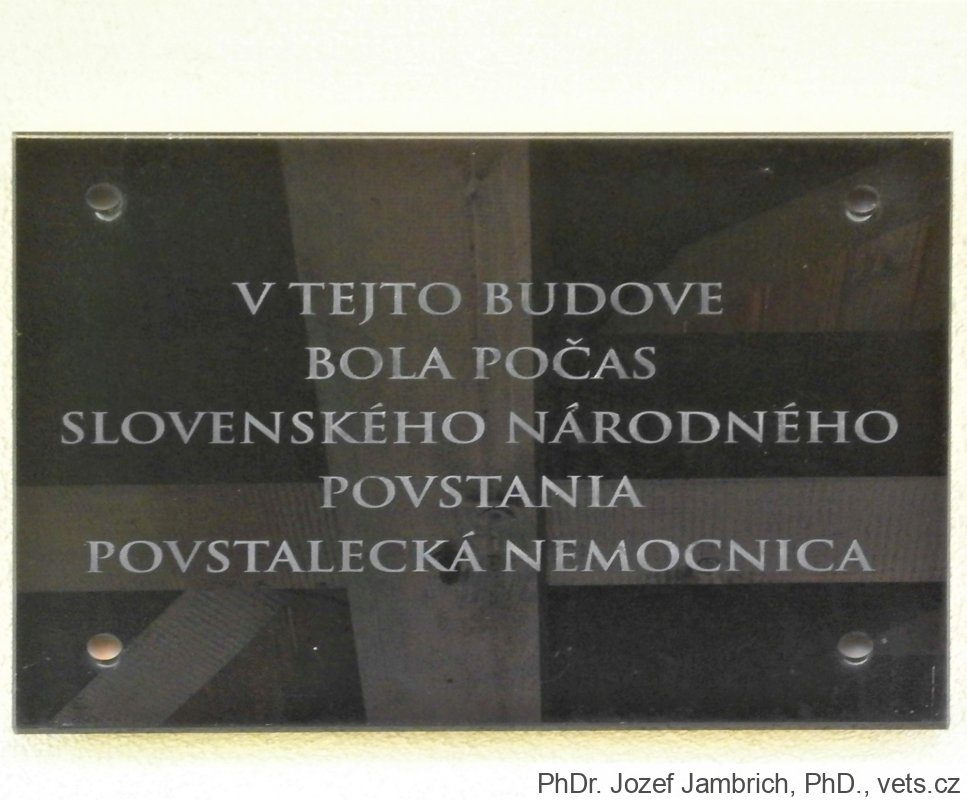 V TEJTO BUDOVE
BOLA POČAS
SLOVENSKÉHO NÁRODNÉHO
POVSTANIA
POVSTALECKÁ NEMOCNICA
PhDr. Jozef Jambrich, PhD., vets.cz